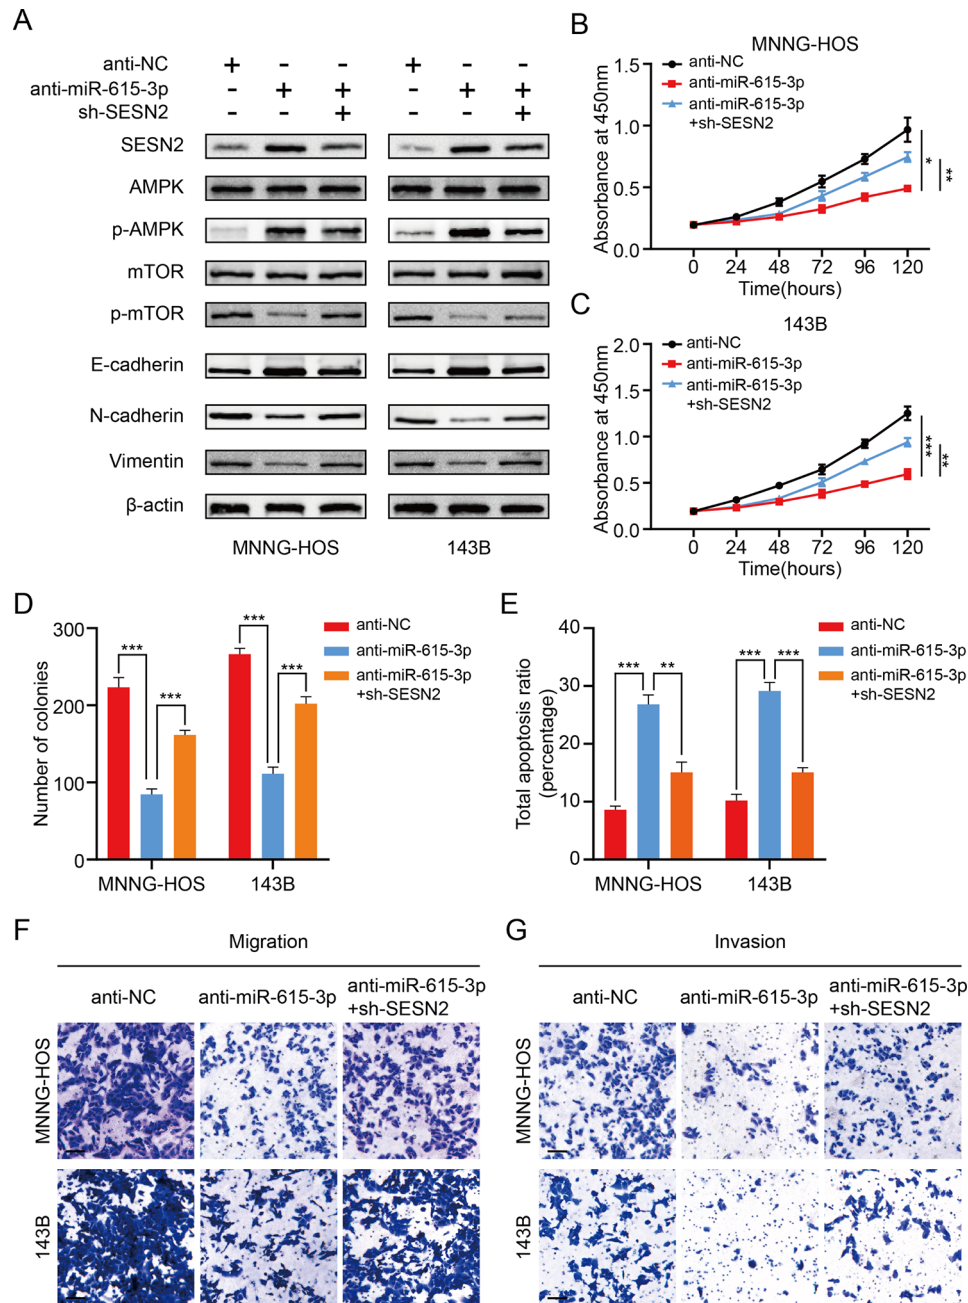 A
anti-NC + - - + - -
anti-miR-615-3p - + + - + +
sh-SESN2 - - + - - +
SESN2
AMPK
p-AMPK
mTOR
p-mTOR
E-cadherin
N-cadherin
Vimentin
β-actin
MNNG-HOS 143B
B
MNNG-HOS
anti-NC
anti-miR-615-3p
anti-miR-615-3p
+sh-SESN2
Absorbance at 450nm
1.5
1.0
0.5
0.0
* **
0 24 48 72 96 120
Time(hours)
C
143B
anti-NC
anti-miR-615-3p
anti-miR-615-3p
+sh-SESN2
Absorbance at 450nm
2.0
1.5
1.0
0.5
0.0
*** **
0 24 48 72 96 120
Time(hours)
D
Number of colonies
300
200
100
0
*** *** *** ***
MNNG-HOS 143B
anti-NC
anti-miR-615-3p
anti-miR-615-3p
+sh-SESN2
E
Total apoptosis ratio
(percentage)
40
30
20
10
0
*** ** *** ***
MNNG-HOS 143B
anti-NC
anti-miR-615-3p
anti-miR-615-3p
+sh-SESN2
F
Migration
anti-NC anti-miR-615-3p anti-miR-615-3p
+sh-SESN2
MNNG-HOS
143B
G
Invasion
anti-NC anti-miR-615-3p anti-miR-615-3p
+sh-SESN2
MNNG-HOS
143B